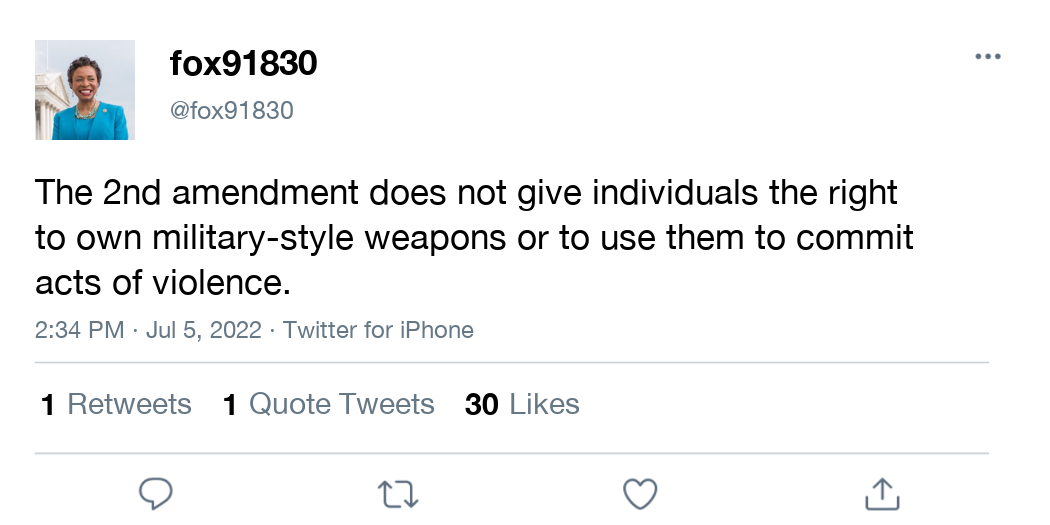 fox91830
@fox91830
The 2nd amendment does not give individuals the right
to own military-style weapons or to use them to commit
acts of violence.
2:34 PM · Jul 5, 2022 · Twitter for iPhone
1 Retweets 1 Quote Tweets 30 Likes